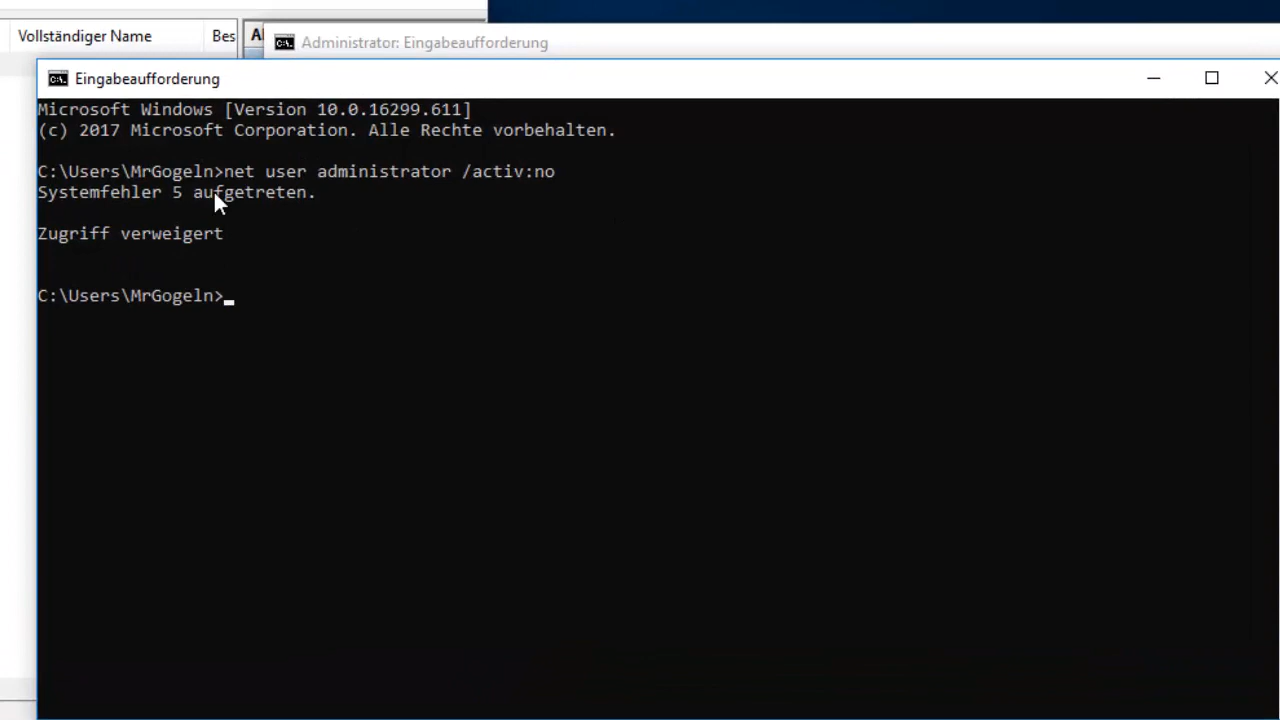 Vollständiger Name
Bes
Al
Administrator: Eingabeaufforderung
Eingabeaufforderung
Microsoft Windows [Version 10.0.16299.611]
(c) 2017 Microsoft Corporation. Alle Rechte vorbehalten.
C:\Users\MrGogeln>net user administrator /activ:no
Systemfehler 5 aufgetreten.
Zugriff verweigert
C:\Users\MrGogeln>